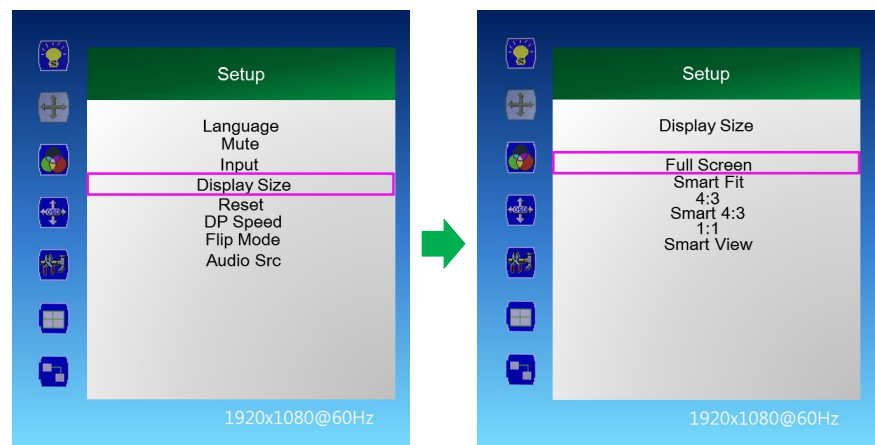 Setup
Language
Mute
Input
Display Size
Reset
DP Speed
Flip Mode
Audio Src
1920x1080@60Hz
Setup
Display Size
Full Screen
Smart Fit
4:3
Smart 4:3
1:1
Smart View
1920x1080@60Hz